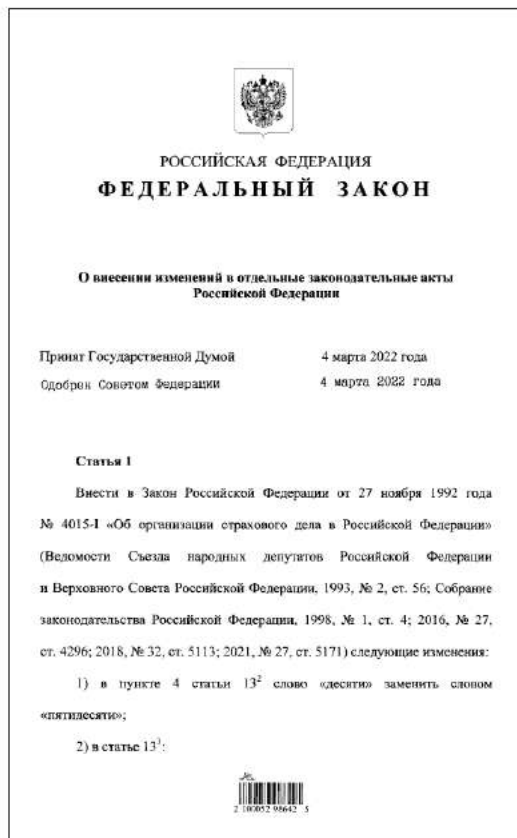 РОССИЙСКАЯ ФЕДЕРАЦИЯ
ФЕДЕРАЛЬНЫЙ ЗАКОН
О внесении изменений в отдельные законодательные акты
Российской Федерации
Принят Государственной Думой 4 марта 2022 года
Одобрен Советом Федерации 4 марта 2022 года
Статья 1
Внести в Закон Российской Федерации от 27 ноября 1992 года
№ 4015-I «Об организации страхового дела в Российской Федерации»
(Ведомости Съезда народных депутатов Российской Федерации
и Верховного Совета Российской Федерации, 1993, № 2, ст. 56; Собрание
законодательства Российской Федерации, 1998, № 1, ст. 4; 2016, № 27,
ст. 4296; 2018, № 32, ст. 5113; 2021, № 27, ст. 5171) следующие изменения:
1) в пункте 4 статьи 13² слово «десяти» заменить словом
«пятидесяти»;
2) в статье 13³:
2 100052 98642 5